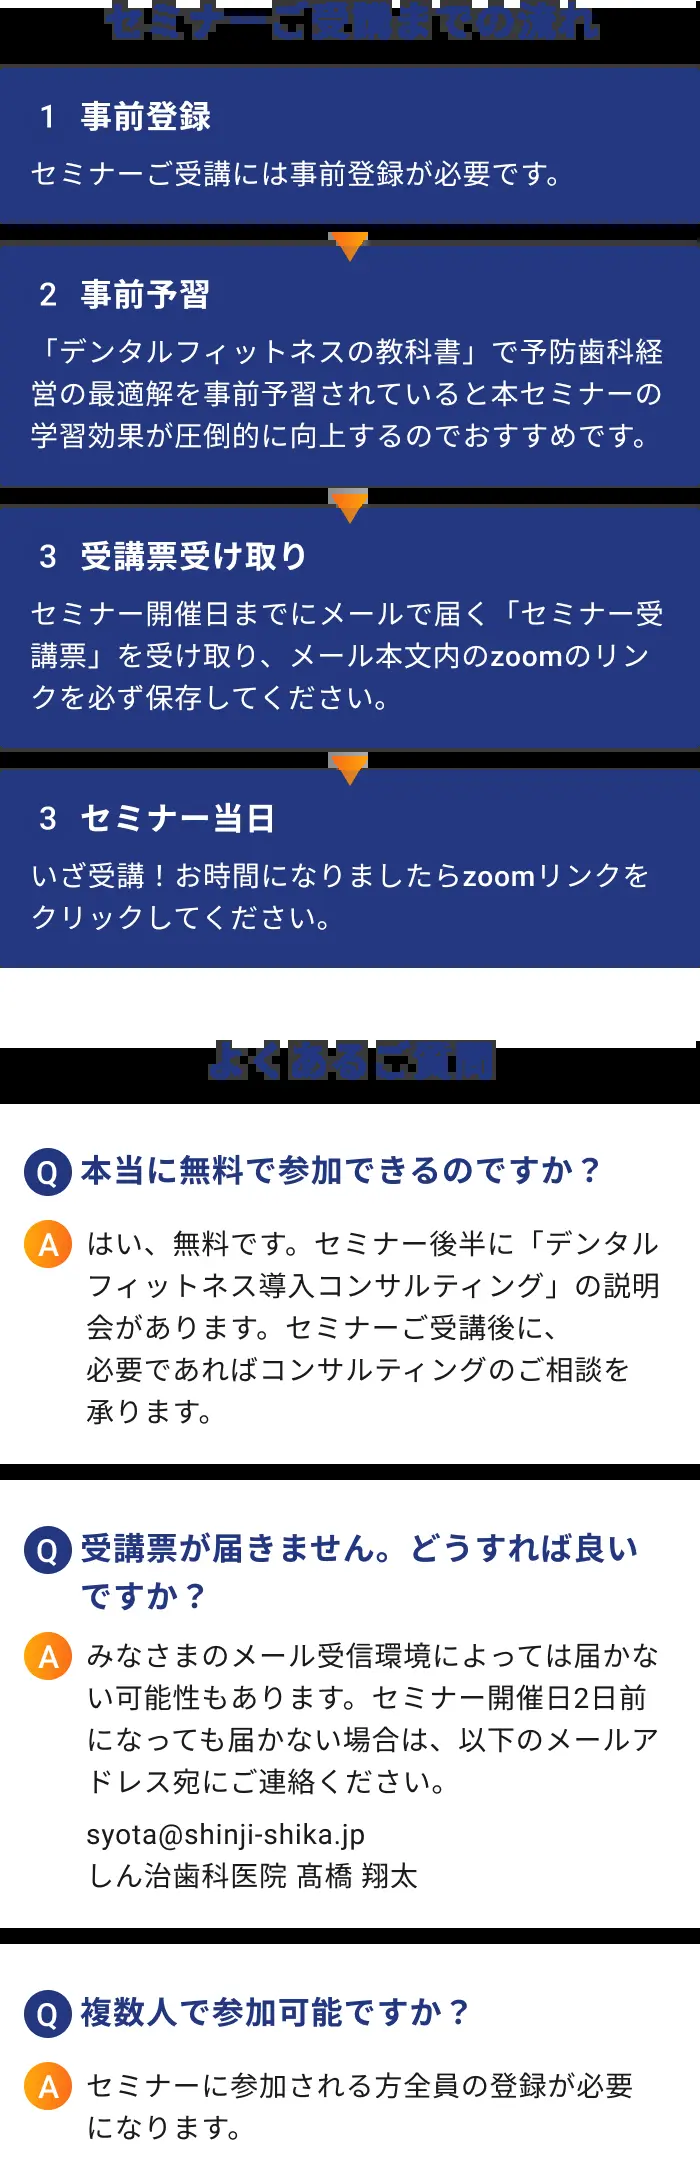 セミナーご受講までの流れ
1 事前登録
セミナーご受講には事前登録が必要です。
2 事前予習
「デンタルフィットネスの教科書」で予防歯科経
営の最適解を事前予習されていると本セミナーの
学習効果が圧倒的に向上するのでおすすめです。
3 受講票受け取り
セミナー開催日までにメールで届く「セミナー受
講票」を受け取り、メール本文内のzoomのリン
クを必ず保存してください。
3 セミナー当日
いざ受講！お時間になりましたらzoomリンクを
クリックしてください。
よくあるご質問
Q 本当に無料で参加できるのですか？
A はい、無料です。セミナー後半に「デンタル
フィットネス導入コンサルティング」の説明
会があります。セミナーご受講後に、
必要であればコンサルティングのご相談を
承ります。
Q 受講票が届きません。どうすれば良い
ですか？
A みなさまのメール受信環境によっては届かな
い可能性もあります。セミナー開催日2日前
になっても届かない場合は、以下のメールア
ドレス宛にご連絡ください。
syota@shinji-shika.jp
しん治歯科医院 髙橋 翔太
Q 複数人で参加可能ですか？
A セミナーに参加される方全員の登録が必要
になります。